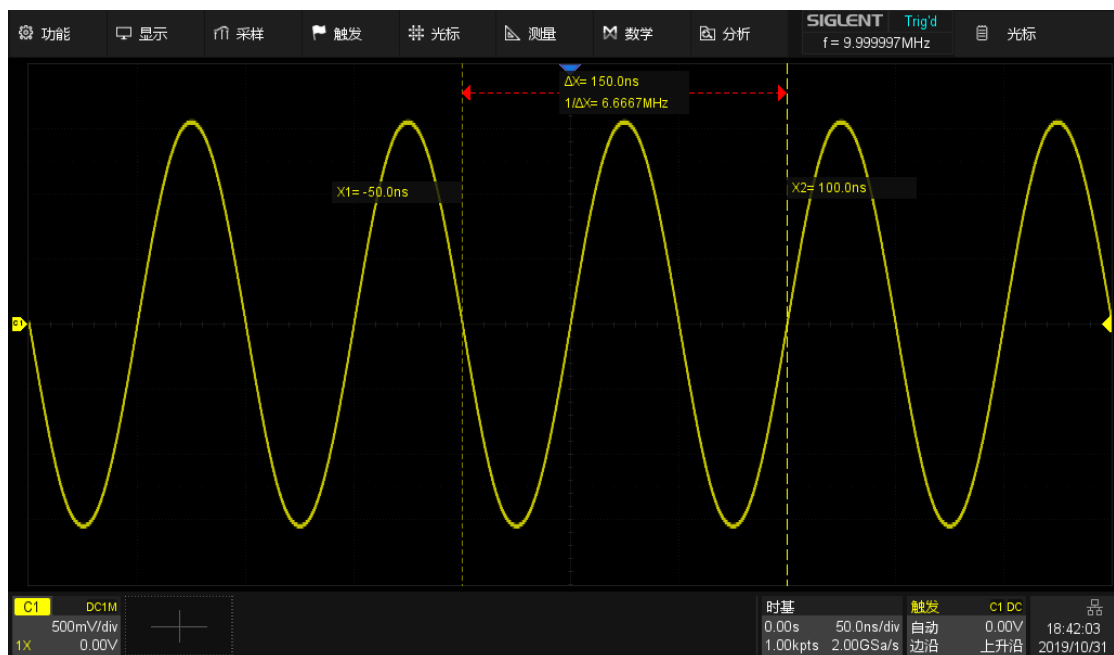 功能 显示 采样 触发 光标 测量 数学 分析 SIGLENT Trig'd 光标
f = 9.999997MHz
ΔX= 150.0ns
1/ΔX= 6.6667MHz
X1= -50.0ns
X2= 100.0ns
C1
C1 DC1M
500mV/div
1X 0.00V
时基
0.00s 50.0ns/div
1.00kpts 2.00GSa/s
触发 C1 DC
自动 0.00V
边沿 上升沿
18:42:03
2019/10/31